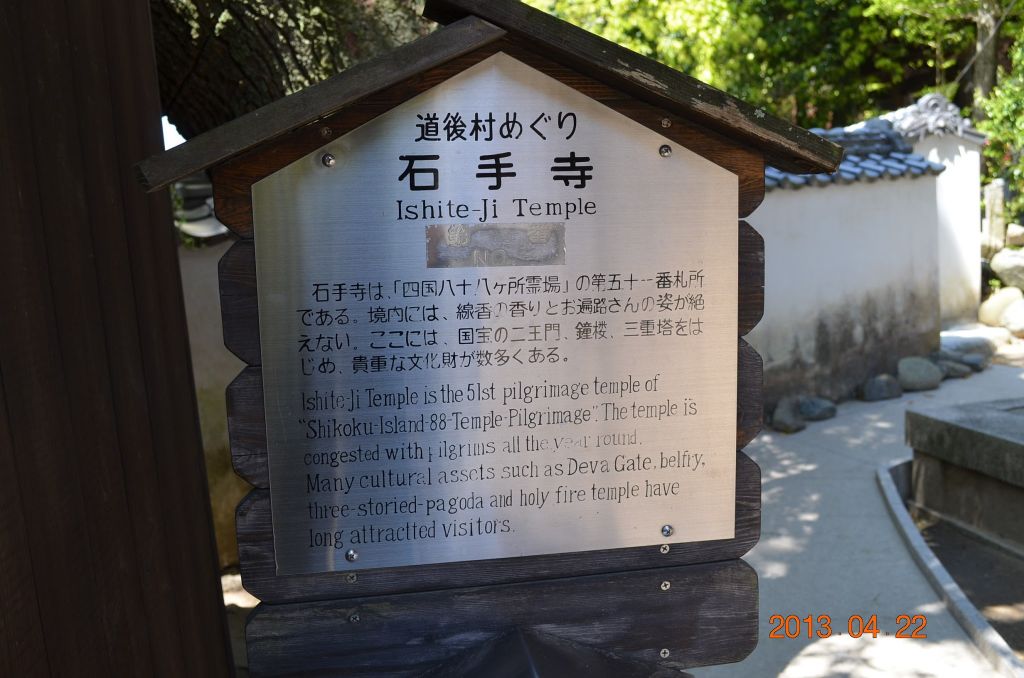 道後村めぐり
石手寺
Ishite-Ji Temple
NO.
石手寺は、「四国八十八ヶ所霊場」の第五十一番札所
である。境内には、線香の香りとお遍路さんの姿が絶
えない。ここには、国宝の二王門、鐘楼、三重塔をは
じめ、貴重な文化財が数多くある。
Ishite-Ji Temple is the 51st pilgrimage temple of
"Shikoku-Island-88-Temple-Pilgrimage". The temple is
congested with pilgrims all the year round.
Many cultural assets such as Deva Gate, belfry,
three-storied-pagoda and holy fire temple have
long attractted visitors.
2013 04 22